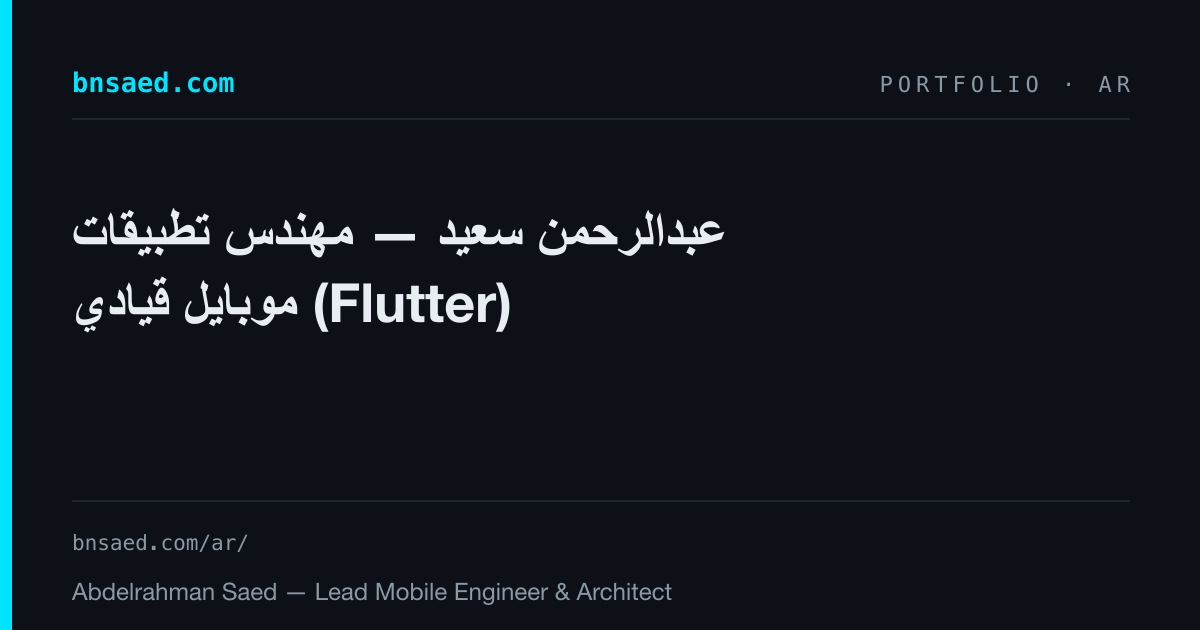 bnsaed.com
PORTFOLIO · AR
عبدالرحمن سعيد — مهندس تطبيقات
موبايل قيادي (Flutter)
bnsaed.com/ar/
Abdelrahman Saed — Lead Mobile Engineer & Architect